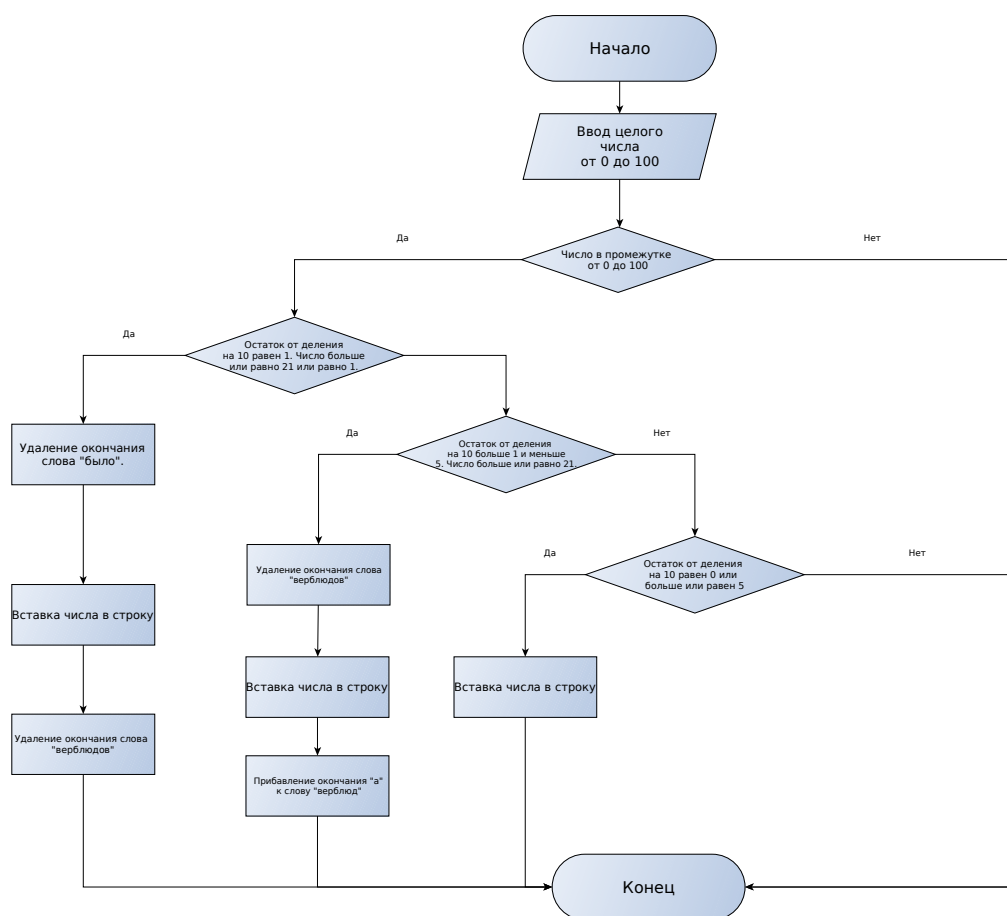 Начало
Ввод целого
числа
от 0 до 100
Да
Нет
Число в промежутке
от 0 до 100
Да
Остаток от деления
на 10 равен 1. Число больше
или равно 21 или равно 1.
Удаление окончания
слова "было".
Да
Нет
Остаток от деления
на 10 больше 1 и меньше
5. Число больше или равно 21.
Вставка числа в строку
Удаление окончания слова
"верблюдов"
Удаление окончания слова
"верблюдов"
Вставка числа в строку
Прибавление окончания "а"
к слову "верблюд"
Да
Нет
Остаток от деления
на 10 равен 0 или
больше или равен 5
Вставка числа в строку
Конец